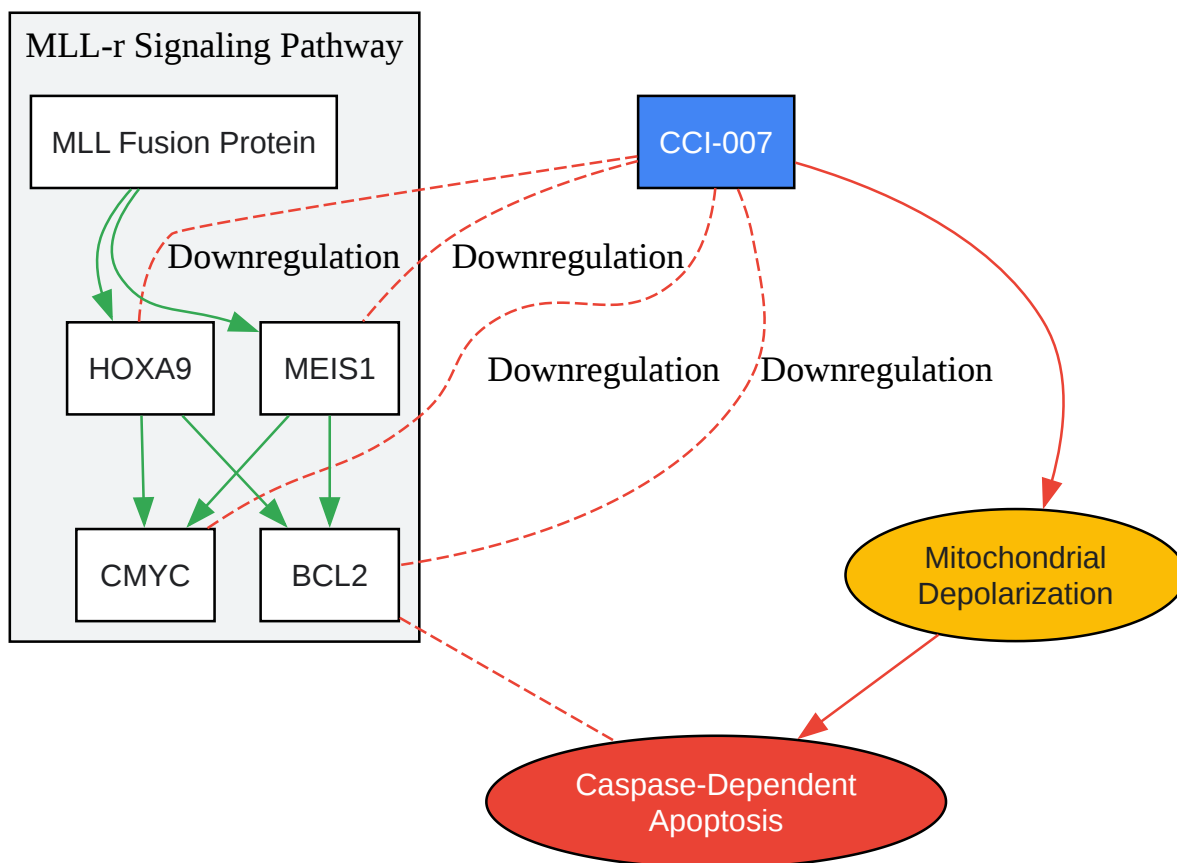 MLL-r Signaling Pathway
MLL Fusion Protein
CCI-007
Downregulation
Downregulation
HOXA9
MEIS1
Downregulation
Downregulation
CMYC
BCL2
Mitochondrial
Depolarization
Caspase-Dependent
Apoptosis